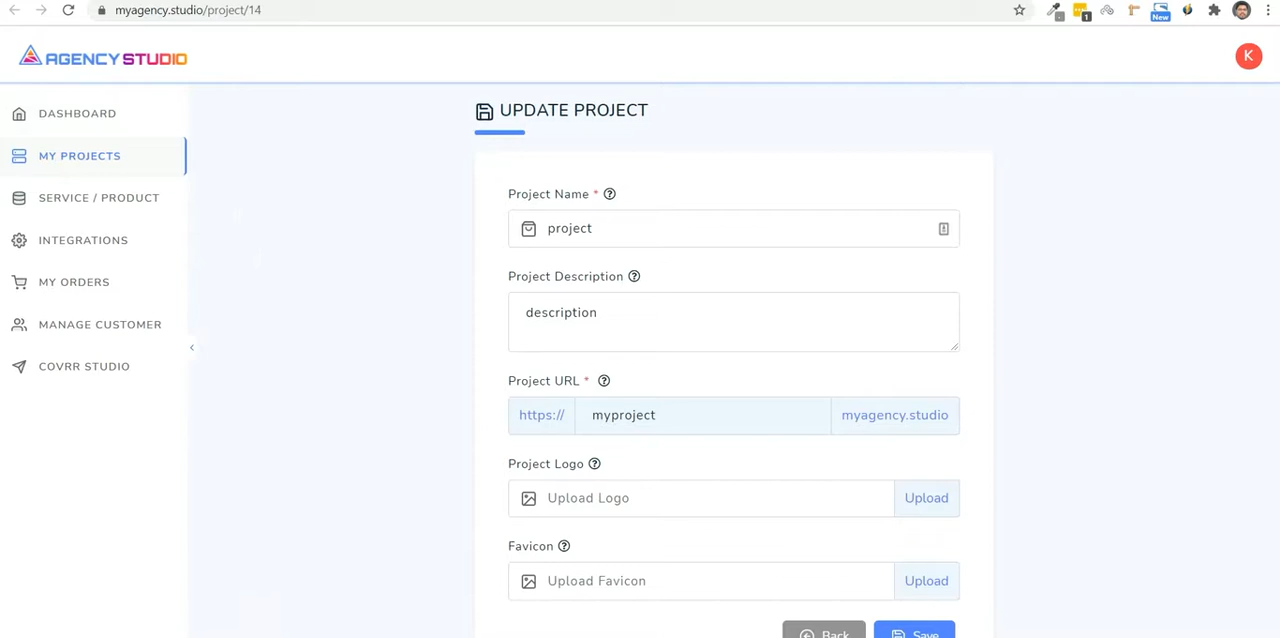 myagency.studio/project/14
1
New
AGENCY STUDIO
K
DASHBOARD
MY PROJECTS
SERVICE / PRODUCT
INTEGRATIONS
MY ORDERS
MANAGE CUSTOMER
COVRR STUDIO
UPDATE PROJECT
Project Name *
project
Project Description
description
Project URL *
https:// myproject myagency.studio
Project Logo
Upload Logo Upload
Favicon
Upload Favicon Upload
Back Save